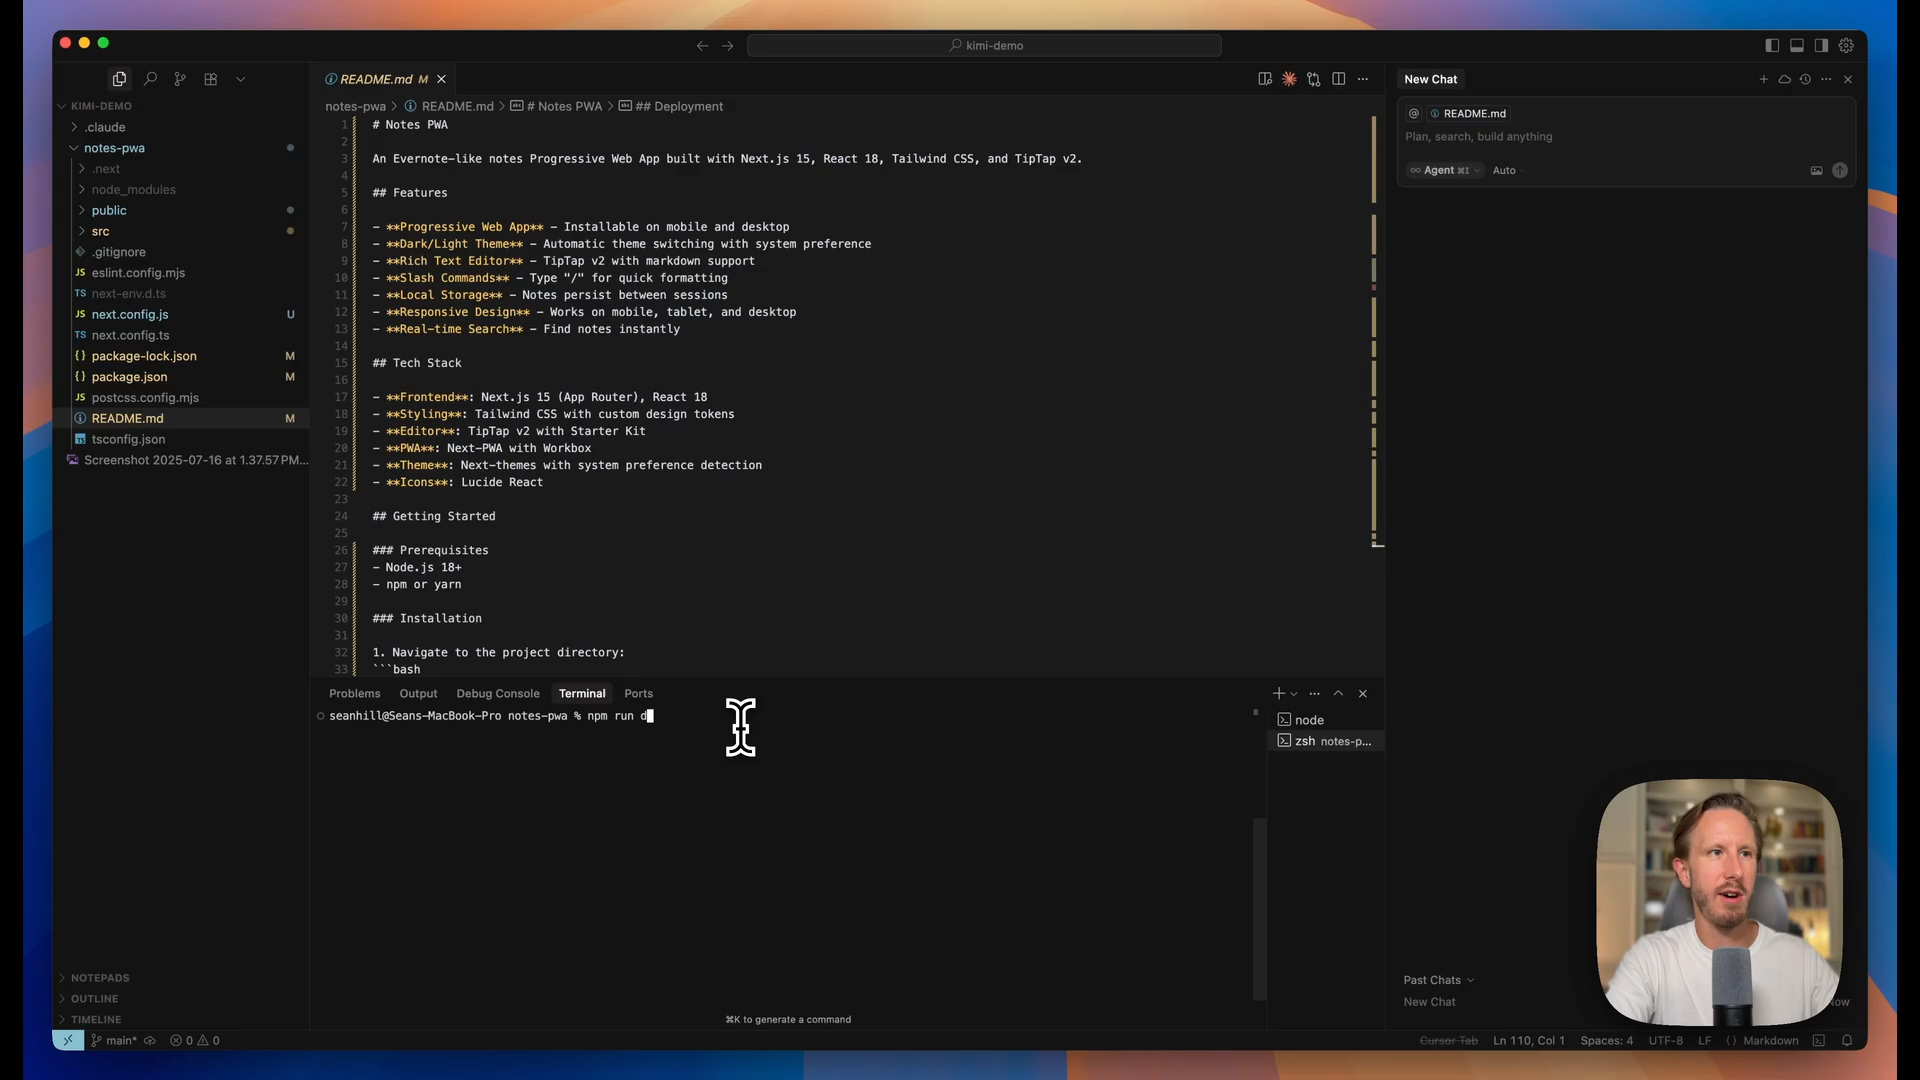 kimi-demo
KIMI-DEMO
.claude
notes-pwa
.next
node_modules
public
src
.gitignore
JS eslint.config.mjs
TS next-env.d.ts
JS next.config.js U
TS next.config.ts
{} package-lock.json M
{} package.json M
JS postcss.config.mjs
README.md M
tsconfig.json
Screenshot 2025-07-16 at 1.37.57 PM...
NOTEPADS
OUTLINE
TIMELINE
README.md M
notes-pwa > README.md > # Notes PWA > ## Deployment
1 # Notes PWA
2
3 An Evernote-like notes Progressive Web App built with Next.js 15, React 18, Tailwind CSS, and TipTap v2.
4
5 ## Features
6
7 - **Progressive Web App** - Installable on mobile and desktop
8 - **Dark/Light Theme** - Automatic theme switching with system preference
9 - **Rich Text Editor** - TipTap v2 with markdown support
10 - **Slash Commands** - Type "/" for quick formatting
11 - **Local Storage** - Notes persist between sessions
12 - **Responsive Design** - Works on mobile, tablet, and desktop
13 - **Real-time Search** - Find notes instantly
14
15 ## Tech Stack
16
17 - **Frontend**: Next.js 15 (App Router), React 18
18 - **Styling**: Tailwind CSS with custom design tokens
19 - **Editor**: TipTap v2 with Starter Kit
20 - **PWA**: Next-PWA with Workbox
21 - **Theme**: Next-themes with system preference detection
22 - **Icons**: Lucide React
23
24 ## Getting Started
25
26 ### Prerequisites
27 - Node.js 18+
28 - npm or yarn
29
30 ### Installation
31
32 1. Navigate to the project directory:
33 ```bash
Problems Output Debug Console Terminal Ports
seanhill@Seans-MacBook-Pro notes-pwa % npm run d
node
zsh notes-p...
⌘K to generate a command
New Chat
@ README.md
Plan, search, build anything
∞ Agent ⌘I Auto
Past Chats
New Chat
main* 0 0
Cursor Tab Ln 110, Col 1 Spaces: 4 UTF-8 LF {} Markdown